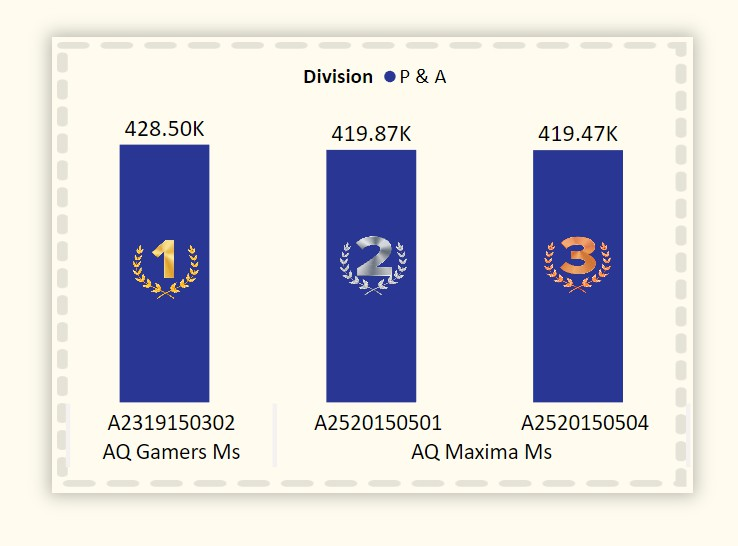 Division P & A
428.50K 419.87K 419.47K
1 2 3
A2319150302 A2520150501 A2520150504
AQ Gamers Ms AQ Maxima Ms